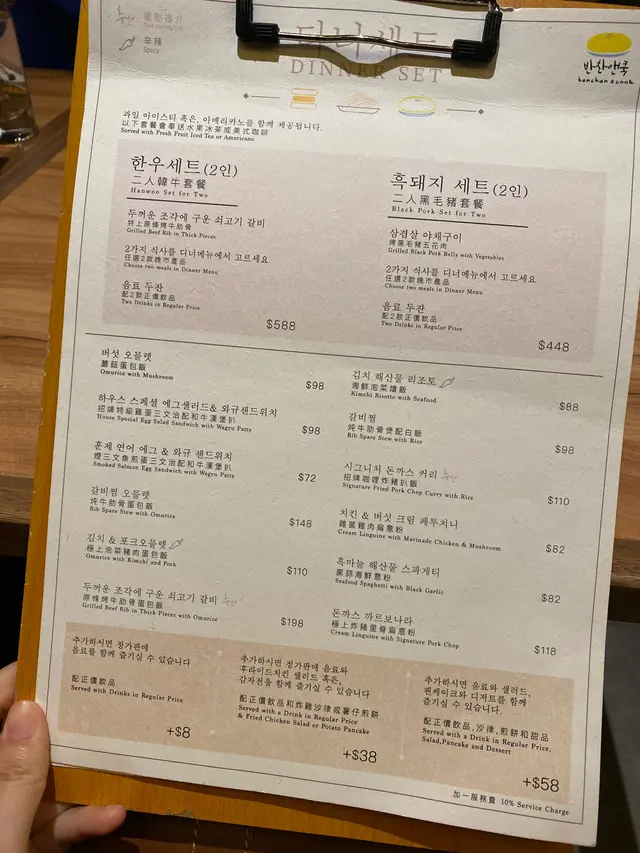 추천 重點推介
Recommend
辛辣
Spicy
디너세트
DINNER SET
반찬앤쿡
banchan & cook
과일 아이스티 혹은, 아메리카노를 함께 제공됩니다.
以下套餐會奉送水果冰茶或美式咖啡
Served with Fresh Fruit Iced Tea or Americano
한우세트(2인)
二人韓牛套餐
Hanwoo Set for Two
두꺼운 조각에 구운 쇠고기 갈비
特上原條烤牛肋骨
Grilled Beef Rib in Thick Pieces
2가지 식사를 디너메뉴에서 고르세요
任選2款晚市產品
Choose two meals in Dinner Menu
음료 두잔
配2款正價飲品
Two Drinks in Regular Price
$588
흑돼지 세트(2인)
二人黑毛豬套餐
Black Pork Set for Two
삼겹살 야채구이
烤黑毛豬五花肉
Grilled Black Pork Belly with Vegetables
2가지 식사를 디너메뉴에서 고르세요
任選2款晚市產品
Choose two meals in Dinner Menu
음료 두잔
配2款正價飲品
Two Drinks in Regular Price
$448
버섯 오믈렛
蘑菇蛋包飯
Omurice with Mushroom
$98
하우스 스페셜 에그샐러드& 와규샌드위치
招牌特級雞蛋三文治配和牛漢堡扒
House Special Egg Salad Sandwich with Wagyu Patty
$98
훈제 연어 에그 & 와규 샌드위치
煙三文魚煎蛋三文治配和牛漢堡扒
Smoked Salmon Egg Sandwich with Wagyu Patty
$72
갈비찜 오믈렛
炖牛肋骨蛋包飯
Rib Spare Stew with Omurice
$148
김치 & 포크오믈렛
極上泡菜豬肉蛋包飯
Omurice with Kimchi and Pork
$110
두꺼운 조각에 구운 쇠고기 갈비 추천
原條烤牛肋骨蛋包飯
Grilled Beef Rib in Thick Pieces with Omurice
$198
김치 해산물 리조토
海鮮泡菜燴飯
Kimchi Risotto with Seafood
$88
갈비찜
炖牛肋骨煲配白飯
Rib Spare Stew with Rice
$98
시그니처 돈까스 커리 추천
招牌咖喱炸豬扒飯
Signature Fried Pork Chop Curry with Rice
$110
치킨 & 버섯 크림 페투치니
雜菌雞肉扁意粉
Cream Linguine with Marinade Chicken & Mushroom
$82
흑마늘 해산물 스파게티
黑蒜海鮮意粉
Seafood Spaghetti with Black Garlic
$82
돈까스 까르보나라
極上炸豬里脊扁意粉
Cream Linguine with Signature Pork Chop
$118
추가하시면 정가판매
음료를 함께 즐기실 수 있습니다
配正價飲品
Served with Drinks in Regular Price
+$8
추가하시면 정가판매 음료와
후라이드치킨 샐러드 혹은,
감자전을 함께 즐기실 수 있습니다
配正價飲品和炸雞沙律或薯仔煎餅
Served with a Drink in Regular Price
& Fried Chicken Salad or Potato Pancake
+$38
추가하시면 음료와 샐러드,
팬케이크와 디저트를 함께
즐기실 수 있습니다.
配正價飲品,沙律,煎餅和甜品
Served with a Drink in Regular Price,
Salad,Pancake and Dessert
+$58
加一服務費 10% Service Charge